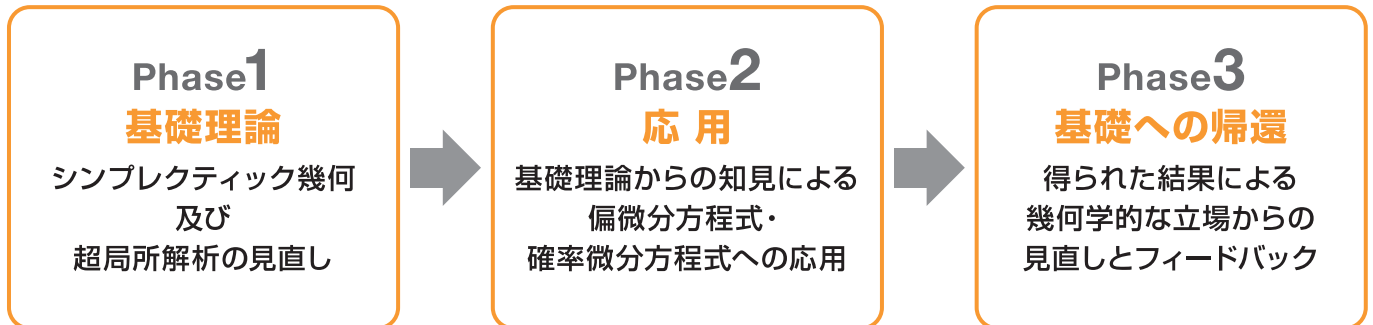 Phase1
基礎理論
シンプレクティック幾何
及び
超局所解析の見直し
Phase2
応 用
基礎理論からの知見による
偏微分方程式・
確率微分方程式への応用
Phase3
基礎への帰還
得られた結果による
幾何学的な立場からの
見直しとフィードバック